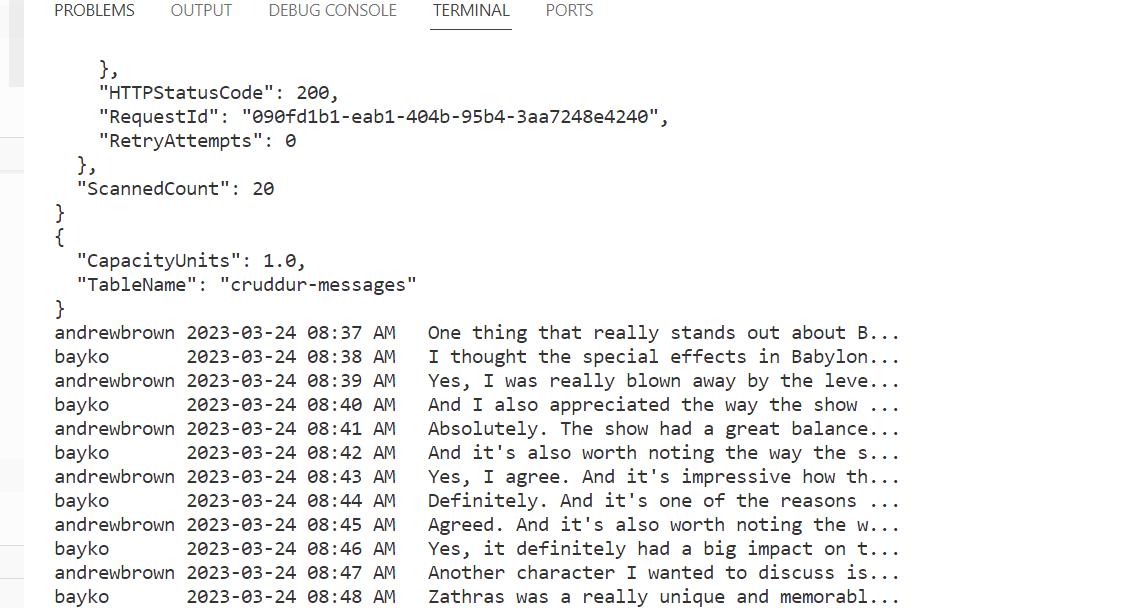 PROBLEMS OUTPUT DEBUG CONSOLE TERMINAL PORTS
},
"HTTPStatusCode": 200,
"RequestId": "090fd1b1-eab1-404b-95b4-3aa7248e4240",
"RetryAttempts": 0
},
"ScannedCount": 20
}
{
"CapacityUnits": 1.0,
"TableName": "cruddur-messages"
}
andrewbrown 2023-03-24 08:37 AM One thing that really stands out about B...
bayko 2023-03-24 08:38 AM I thought the special effects in Babylon...
andrewbrown 2023-03-24 08:39 AM Yes, I was really blown away by the leve...
bayko 2023-03-24 08:40 AM And I also appreciated the way the show ...
andrewbrown 2023-03-24 08:41 AM Absolutely. The show had a great balance...
bayko 2023-03-24 08:42 AM And it's also worth noting the way the s...
andrewbrown 2023-03-24 08:43 AM Yes, I agree. And it's impressive how th...
bayko 2023-03-24 08:44 AM Definitely. And it's one of the reasons ...
andrewbrown 2023-03-24 08:45 AM Agreed. And it's also worth noting the w...
bayko 2023-03-24 08:46 AM Yes, it definitely had a big impact on t...
andrewbrown 2023-03-24 08:47 AM Another character I wanted to discuss is...
bayko 2023-03-24 08:48 AM Zathras was a really unique and memorabl...